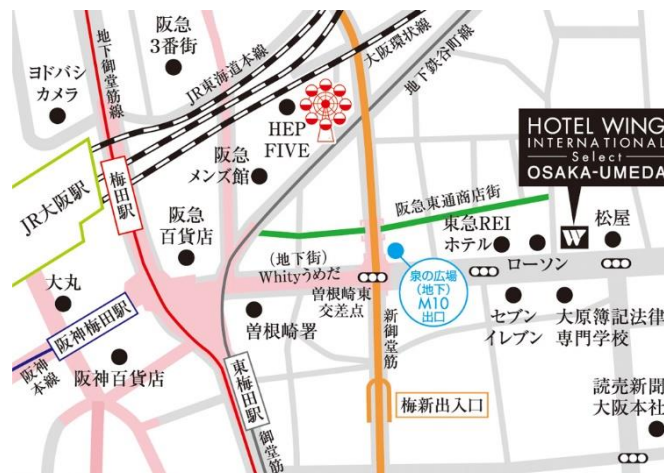 阪急
3番街
ヨドバシ
カメラ
地下御堂筋線
JR東海道本線
大阪環状線
地下鉄谷町線
HEP
FIVE
HOTEL WING
INTERNATIONAL
Select
OSAKA-UMEDA
W
JR大阪駅
梅田駅
阪急
メンズ館
阪急
百貨店
阪急東通商店街
東急REI
ホテル
松屋
ローソン
(地下街)
Whityうめだ
泉の広場
(地下)
M10
出口
曽根崎東
交差点
大丸
阪神梅田駅
阪神
本線
阪神百貨店
曽根崎署
新御堂筋
セブン
イレブン
大原簿記法律
専門学校
東梅田駅
御堂筋
梅新出入口
読売新聞
大阪本社